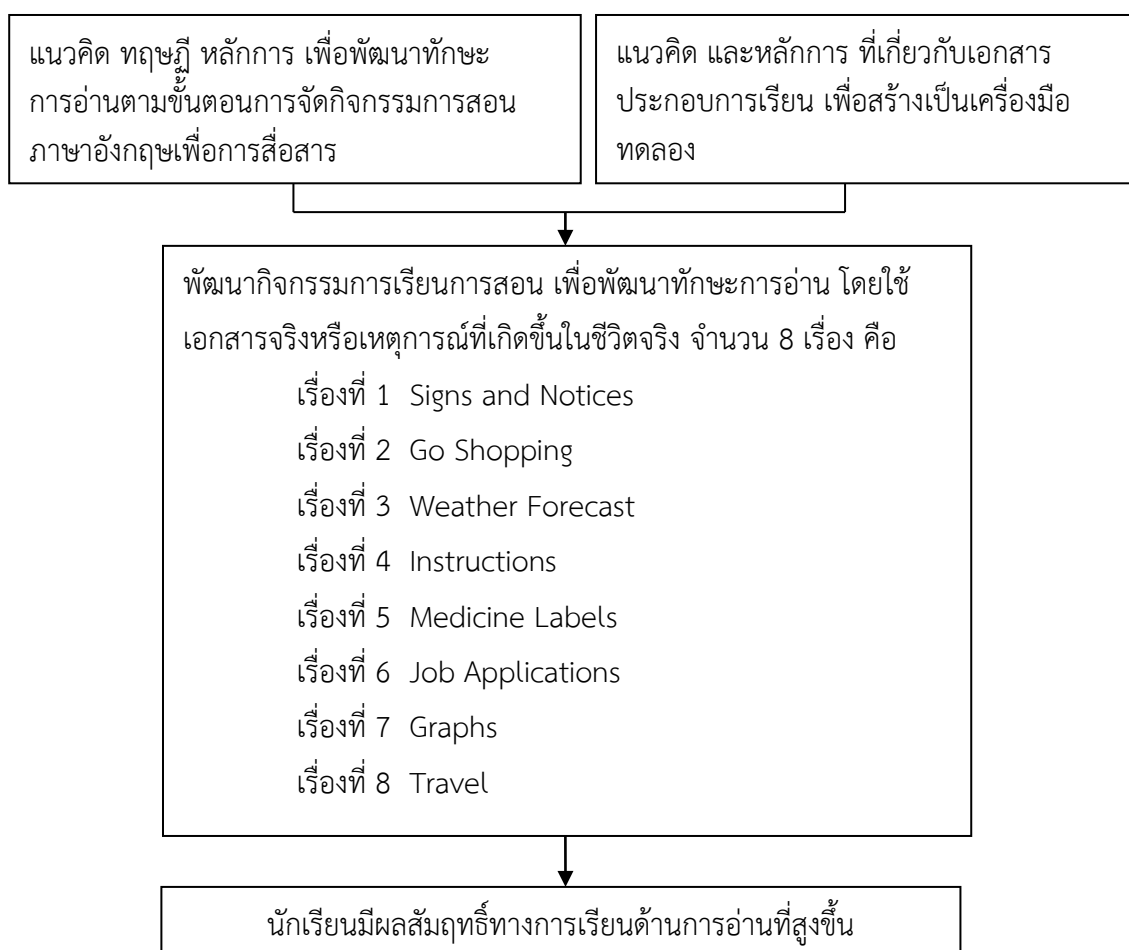 แนวคิด ทฤษฎี หลักการ เพื่อพัฒนาทักษะ
การอ่านตามขั้นตอนการจัดกิจกรรมการสอน
ภาษาอังกฤษเพื่อการสื่อสาร
แนวคิด และหลักการ ที่เกี่ยวกับเอกสาร
ประกอบการเรียน เพื่อสร้างเป็นเครื่องมือ
ทดลอง
พัฒนากิจกรรมการเรียนการสอน เพื่อพัฒนาทักษะการอ่าน โดยใช้
เอกสารจริงหรือเหตุการณ์ที่เกิดขึ้นในชีวิตจริง จำนวน 8 เรื่อง คือ
เรื่องที่ 1 Signs and Notices
เรื่องที่ 2 Go Shopping
เรื่องที่ 3 Weather Forecast
เรื่องที่ 4 Instructions
เรื่องที่ 5 Medicine Labels
เรื่องที่ 6 Job Applications
เรื่องที่ 7 Graphs
เรื่องที่ 8 Travel
นักเรียนมีผลสัมฤทธิ์ทางการเรียนด้านการอ่านที่สูงขึ้น